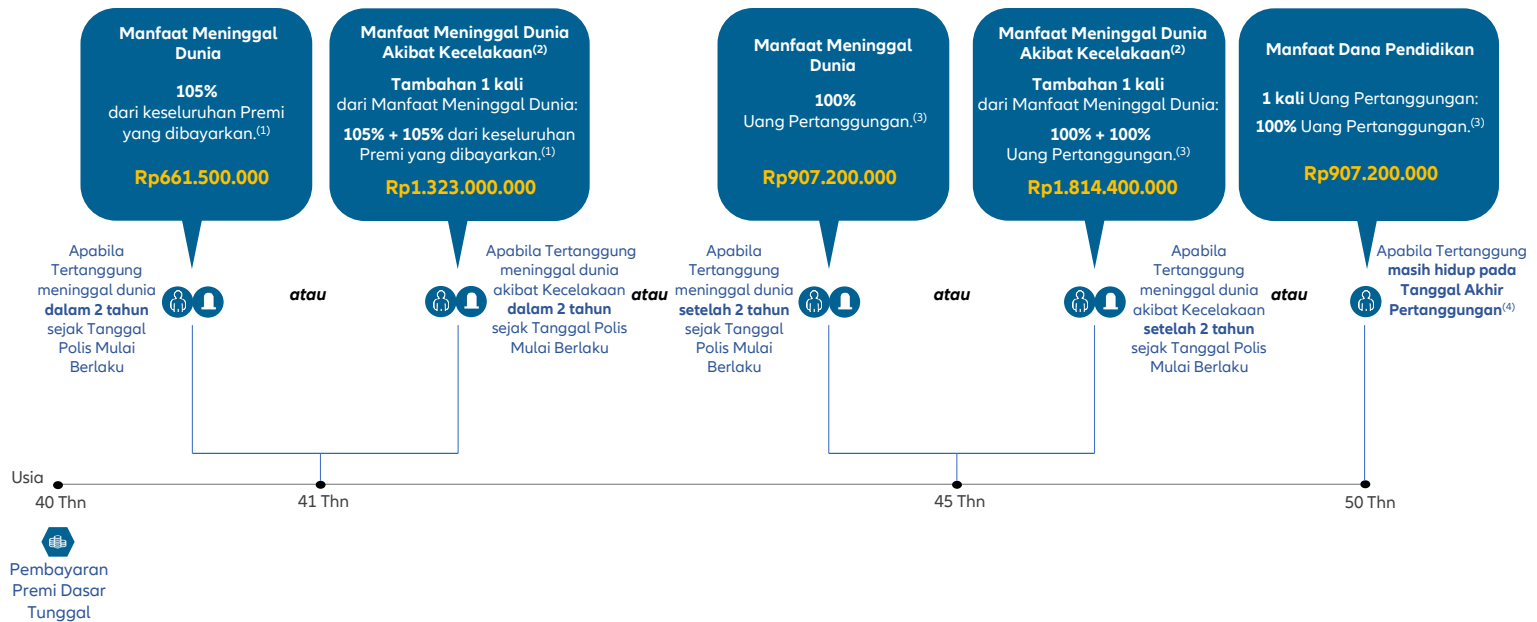 Manfaat Meninggal
Dunia
105%
dari keseluruhan Premi
yang dibayarkan.(1)
Rp661.500.000
Manfaat Meninggal Dunia
Akibat Kecelakaan(2)
Tambahan 1 kali
dari Manfaat Meninggal Dunia:
105% + 105% dari keseluruhan
Premi yang dibayarkan.(1)
Rp1.323.000.000
Manfaat Meninggal
Dunia
100%
Uang Pertanggungan.(3)
Rp907.200.000
Manfaat Meninggal Dunia
Akibat Kecelakaan(2)
Tambahan 1 kali
dari Manfaat Meninggal Dunia:
100% + 100%
Uang Pertanggungan.(3)
Rp1.814.400.000
Manfaat Dana Pendidikan
1 kali Uang Pertanggungan:
100% Uang Pertanggungan.(3)
Rp907.200.000
Apabila
Tertanggung
meninggal dunia
dalam 2 tahun
sejak Tanggal
Polis Mulai
Berlaku
atau
Apabila Tertanggung
meninggal dunia
akibat Kecelakaan
dalam 2 tahun
sejak Tanggal Polis
Mulai Berlaku
atau
Apabila
Tertanggung
meninggal dunia
setelah 2 tahun
sejak Tanggal
Polis Mulai
Berlaku
atau
Apabila
Tertanggung
meninggal dunia
akibat Kecelakaan
setelah 2 tahun
sejak Tanggal Polis
Mulai Berlaku
atau
Apabila Tertanggung
masih hidup pada
Tanggal Akhir
Pertanggungan(4)
Usia
40 Thn
41 Thn
45 Thn
50 Thn
Pembayaran
Premi Dasar
Tunggal